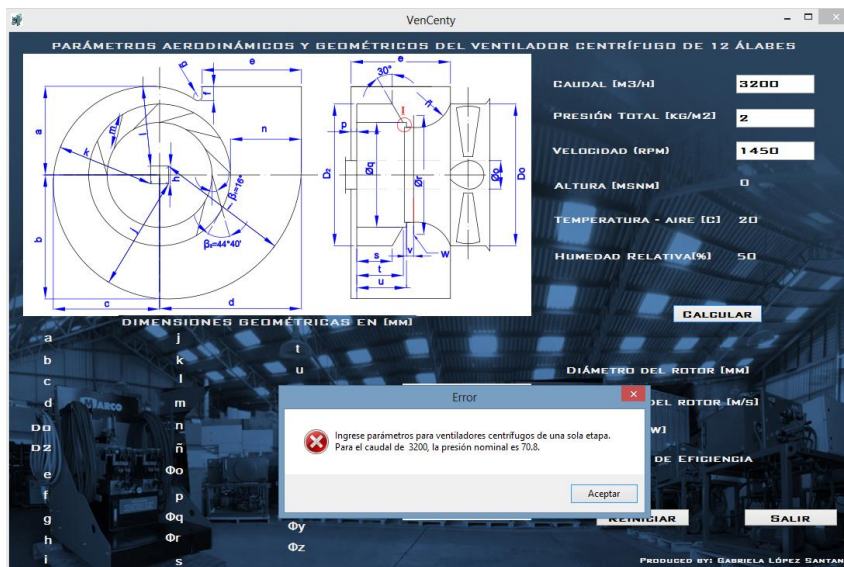 VenCenty
PARÁMETROS AERODINÁMICOS Y GEOMÉTRICOS DEL VENTILADOR CENTRÍFUGO DE 12 ÁLABES
CAUDAL [M3/H] 3200
PRESIÓN TOTAL [KG/M2] 2
VELOCIDAD (RPM) 1450
ALTURA [MSNM] 0
TEMPERATURA - AIRE [C] 20
HUMEDAD RELATIVA[%] 50
CALCULAR
g
e
f
a
m
l
k
n
h
β₁=16°
b
j
β₂=44°40'
c
d
e
30°
ñ
I
p
D₂
Øq
Ør
Øo
Do
s
v
w
t
u
DIMENSIONES GEOMÉTRICAS EN [MM]
a
b
c
d
Do
D2
e
f
g
h
i
j
k
l
m
n
ñ
Φo
p
Φq
Φr
s
t
u
Φy
Φz
MARCO
DIÁMETRO DEL ROTOR [MM]
DEL ROTOR [M/S]
W]
DE EFICIENCIA
Error
Ingrese parámetros para ventiladores centrífugos de una sola etapa.
Para el caudal de 3200, la presión nominal es 70.8.
Aceptar
REINICIAR
SALIR
PRODUCED BY: GABRIELA LÓPEZ SANTAN